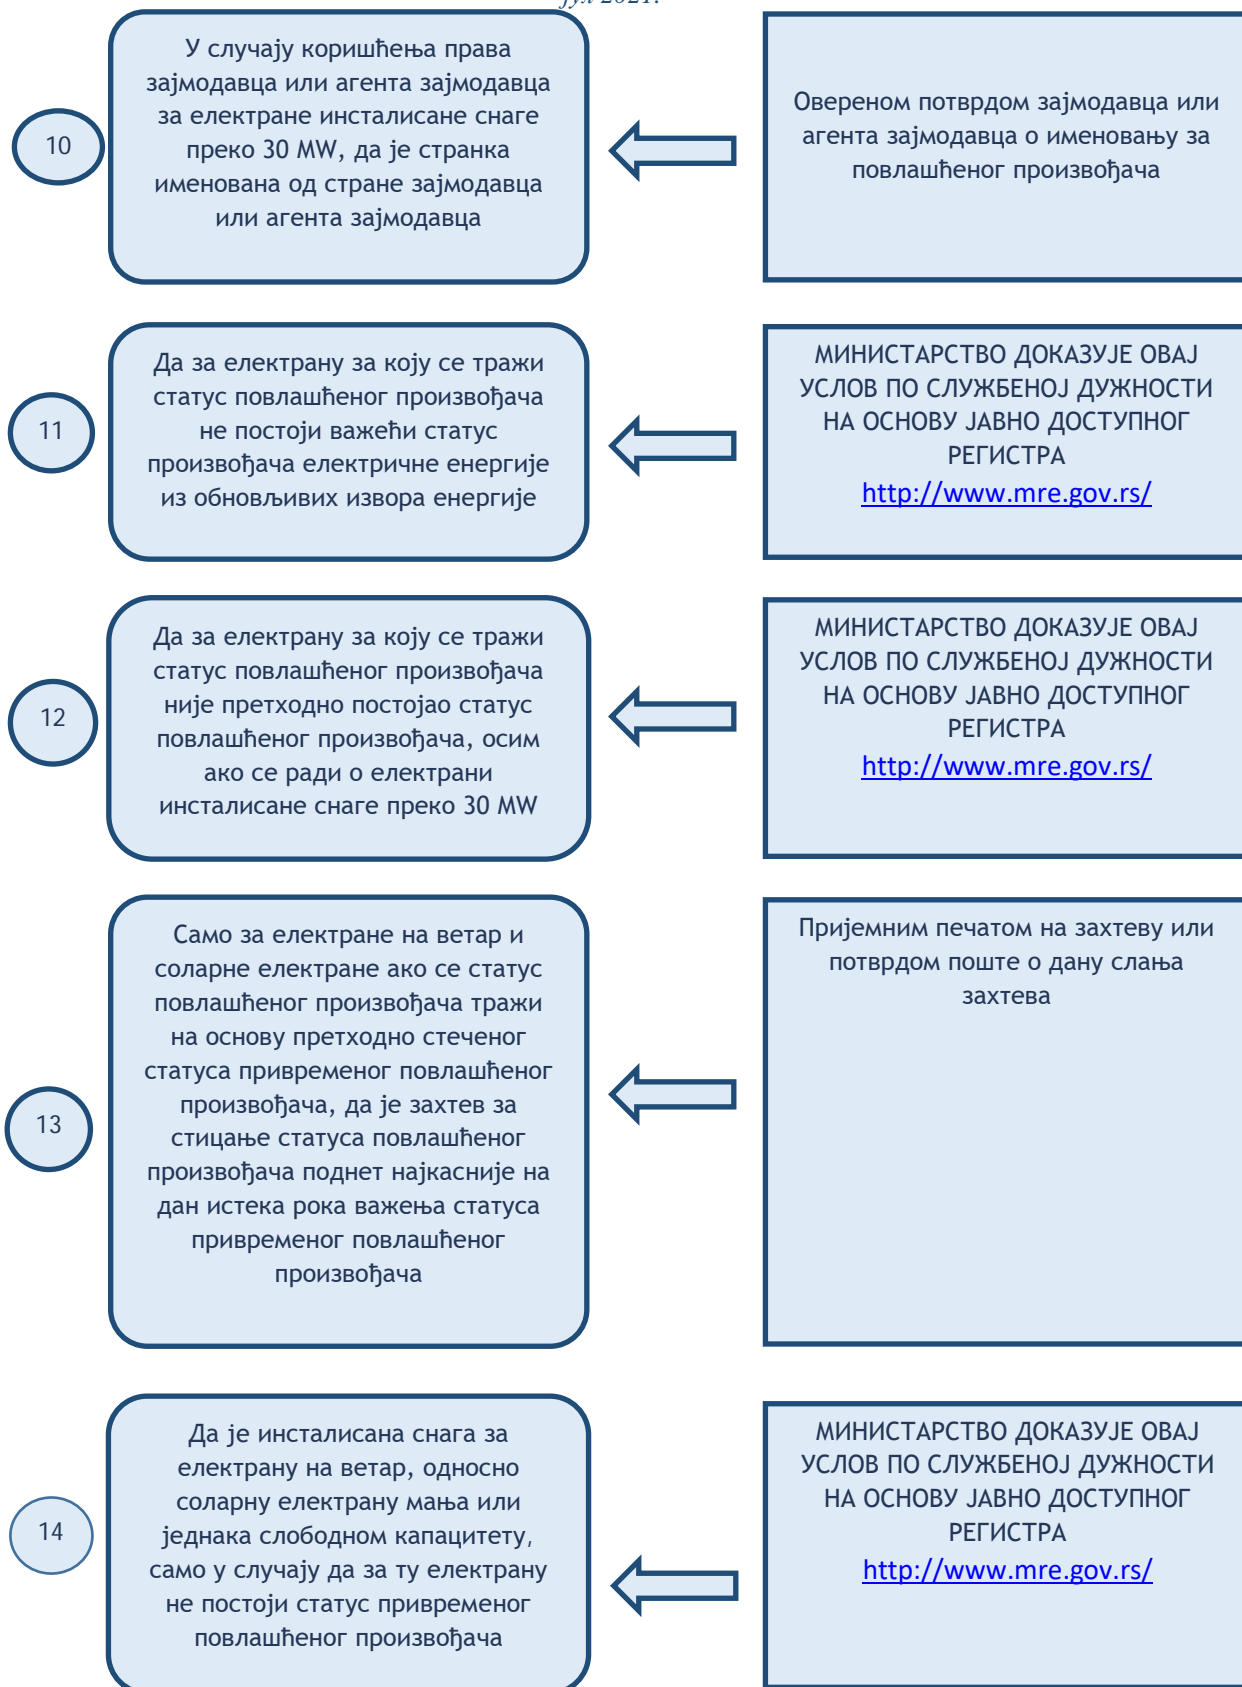 јул 2021.
У случају коришћења права
зајмодавца или агента зајмодавца
за електране инсталисане снаге
преко 30 MW, да је странка
именована од стране зајмодавца
или агента зајмодавца
10
Овереном потврдом зајмодавца или
агента зајмодавца о именовању за
повлашћеног произвођача
Да за електрану за коју се тражи
статус повлашћеног произвођача
не постоји важећи статус
произвођача електричне енергије
из обновљивих извора енергије
11
МИНИСТАРСТВО ДОКАЗУЈЕ ОВАЈ
УСЛОВ ПО СЛУЖБЕНОЈ ДУЖНОСТИ
НА ОСНОВУ ЈАВНО ДОСТУПНОГ
РЕГИСТРА
http://www.mre.gov.rs/
Да за електрану за коју се тражи
статус повлашћеног произвођача
није претходно постојао статус
повлашћеног произвођача, осим
ако се ради о електрани
инсталисане снаге преко 30 MW
12
МИНИСТАРСТВО ДОКАЗУЈЕ ОВАЈ
УСЛОВ ПО СЛУЖБЕНОЈ ДУЖНОСТИ
НА ОСНОВУ ЈАВНО ДОСТУПНОГ
РЕГИСТРА
http://www.mre.gov.rs/
Само за електране на ветар и
соларне електране ако се статус
повлашћеног произвођача тражи
на основу претходно стеченог
статуса привременог повлашћеног
произвођача, да је захтев за
стицање статуса повлашћеног
произвођача поднет најкасније на
дан истека рока важења статуса
привременог повлашћеног
произвођача
13
Пријемним печатом на захтеву или
потврдом поште о дану слања
захтева
Да је инсталисана снага за
електрану на ветар, односно
соларну електрану мања или
једнака слободном капацитету,
само у случају да за ту електрану
не постоји статус привременог
повлашћеног произвођача
14
МИНИСТАРСТВО ДОКАЗУЈЕ ОВАЈ
УСЛОВ ПО СЛУЖБЕНОЈ ДУЖНОСТИ
НА ОСНОВУ ЈАВНО ДОСТУПНОГ
РЕГИСТРА
http://www.mre.gov.rs/